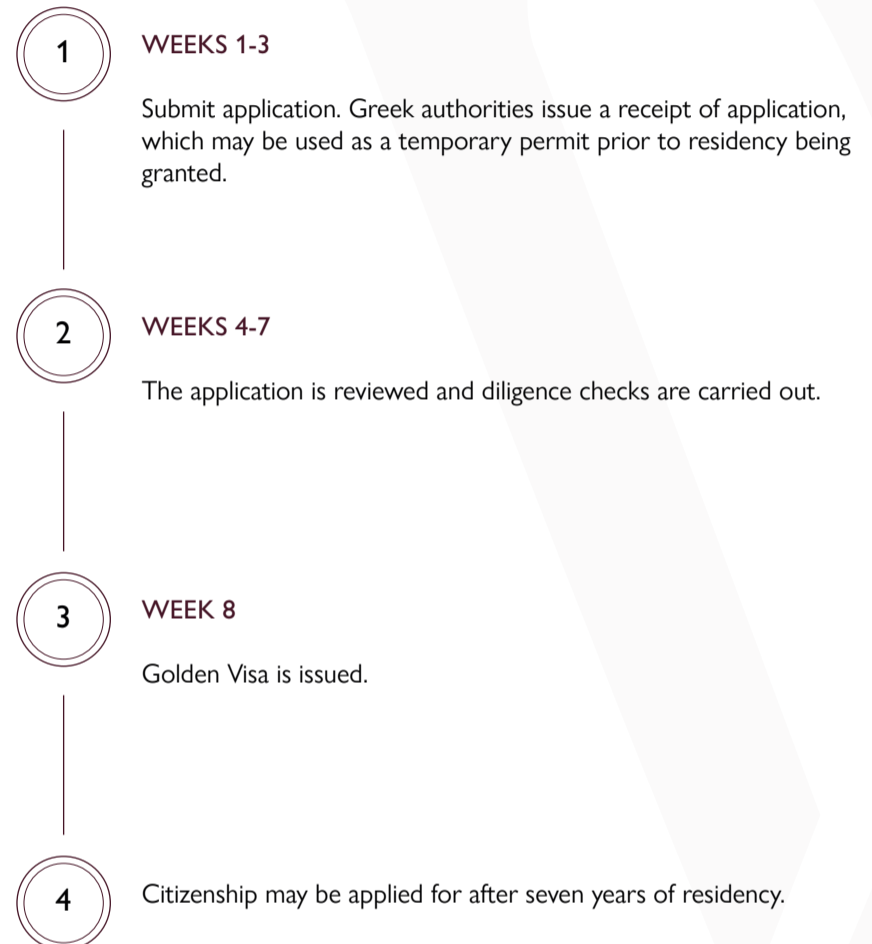 1
WEEKS 1-3
Submit application. Greek authorities issue a receipt of application,
which may be used as a temporary permit prior to residency being
granted.
2
WEEKS 4-7
The application is reviewed and diligence checks are carried out.
3
WEEK 8
Golden Visa is issued.
4
Citizenship may be applied for after seven years of residency.